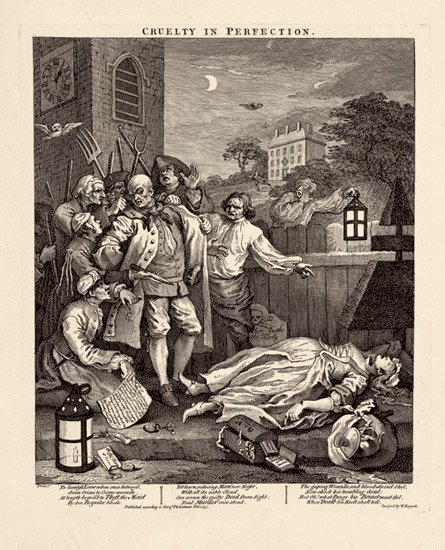 CRUELTY IN PERFECTION.
To lawless Love when once betray'd,
Soon Crime to Crime succeeds:
At length beguil'd to Theft, the Maid
By her Beguiler bleeds.
Yet learn, seducing Man! nor Night,
With all its sable Cloud,
Can screen the guilty Deed from Sight;
Foul Murder cries aloud.
The gaping Wounds, and bloodstain'd Steel,
Now shock his trembling Soul:
But Oh! what Pangs his Breast must feel,
When Death his Knell shall toll.
Published according to Act of Parliament Feb. 1. 1751.
Design'd by W. Hogarth.